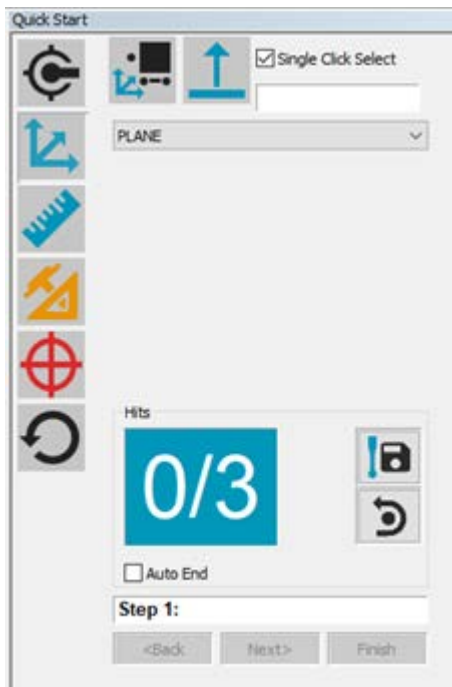 Quick Start
Single Click Select
PLANE
Hits
0/3
Auto End
Step 1:
<Back
Next>
Finish